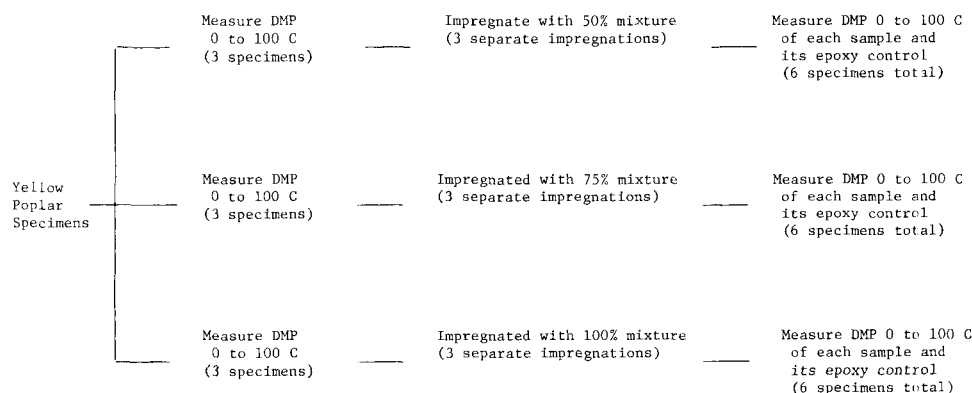 Measure DMP
0 to 100 C
(3 specimens)
Impregnate with 50% mixture
(3 separate impregnations)
Measure DMP 0 to 100 C
of each sample and
its epoxy control
(6 specimens total)
Yellow
Poplar
Specimens
Measure DMP
0 to 100 C
(3 specimens)
Impregnated with 75% mixture
(3 separate impregnations)
Measure DMP 0 to 100 C
of each sample and
its epoxy control
(6 specimens total)
Measure DMP
0 to 100 C
(3 specimens)
Impregnated with 100% mixture
(3 separate impregnations)
Measure DMP 0 to 100 C
of each sample and
its epoxy control
(6 specimens total)